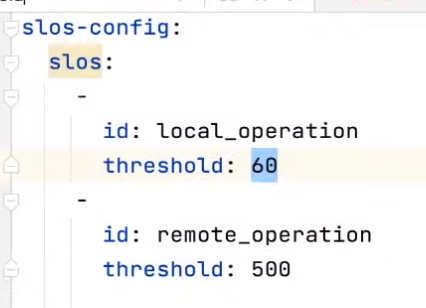 slos-config:
slos:
-
id: local_operation
threshold: 60
-
id: remote_operation
threshold: 500